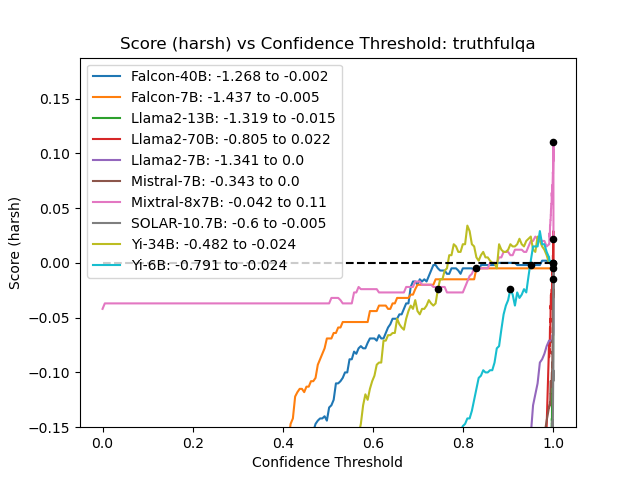 Score (harsh) vs Confidence Threshold: truthfulqa
Score (harsh)
0.15
0.10
0.05
0.00
−0.05
−0.10
−0.15
Falcon-40B: -1.268 to -0.002
Falcon-7B: -1.437 to -0.005
Llama2-13B: -1.319 to -0.015
Llama2-70B: -0.805 to 0.022
Llama2-7B: -1.341 to 0.0
Mistral-7B: -0.343 to 0.0
Mixtral-8x7B: -0.042 to 0.11
SOLAR-10.7B: -0.6 to -0.005
Yi-34B: -0.482 to -0.024
Yi-6B: -0.791 to -0.024
0.0 0.2 0.4 0.6 0.8 1.0
Confidence Threshold